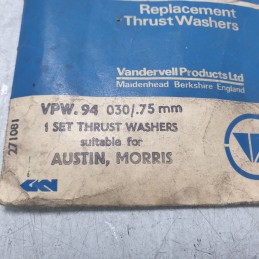 Replacement
Thrust Washers
Vandervell Products Ltd
Maidenhead Berkshire England
VPW. 94 030/.75 mm
1 SET THRUST WASHERS
suitable for
AUSTIN, MORRIS
271081
GKN